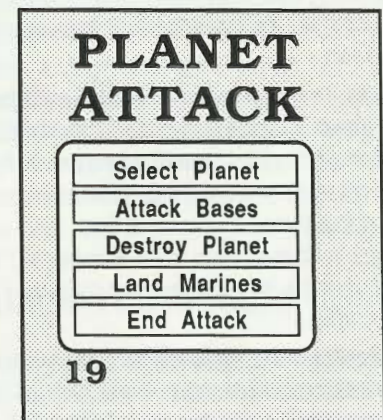 PLANET
ATTACK
Select Planet
Attack Bases
Destroy Planet
Land Marines
End Attack
19